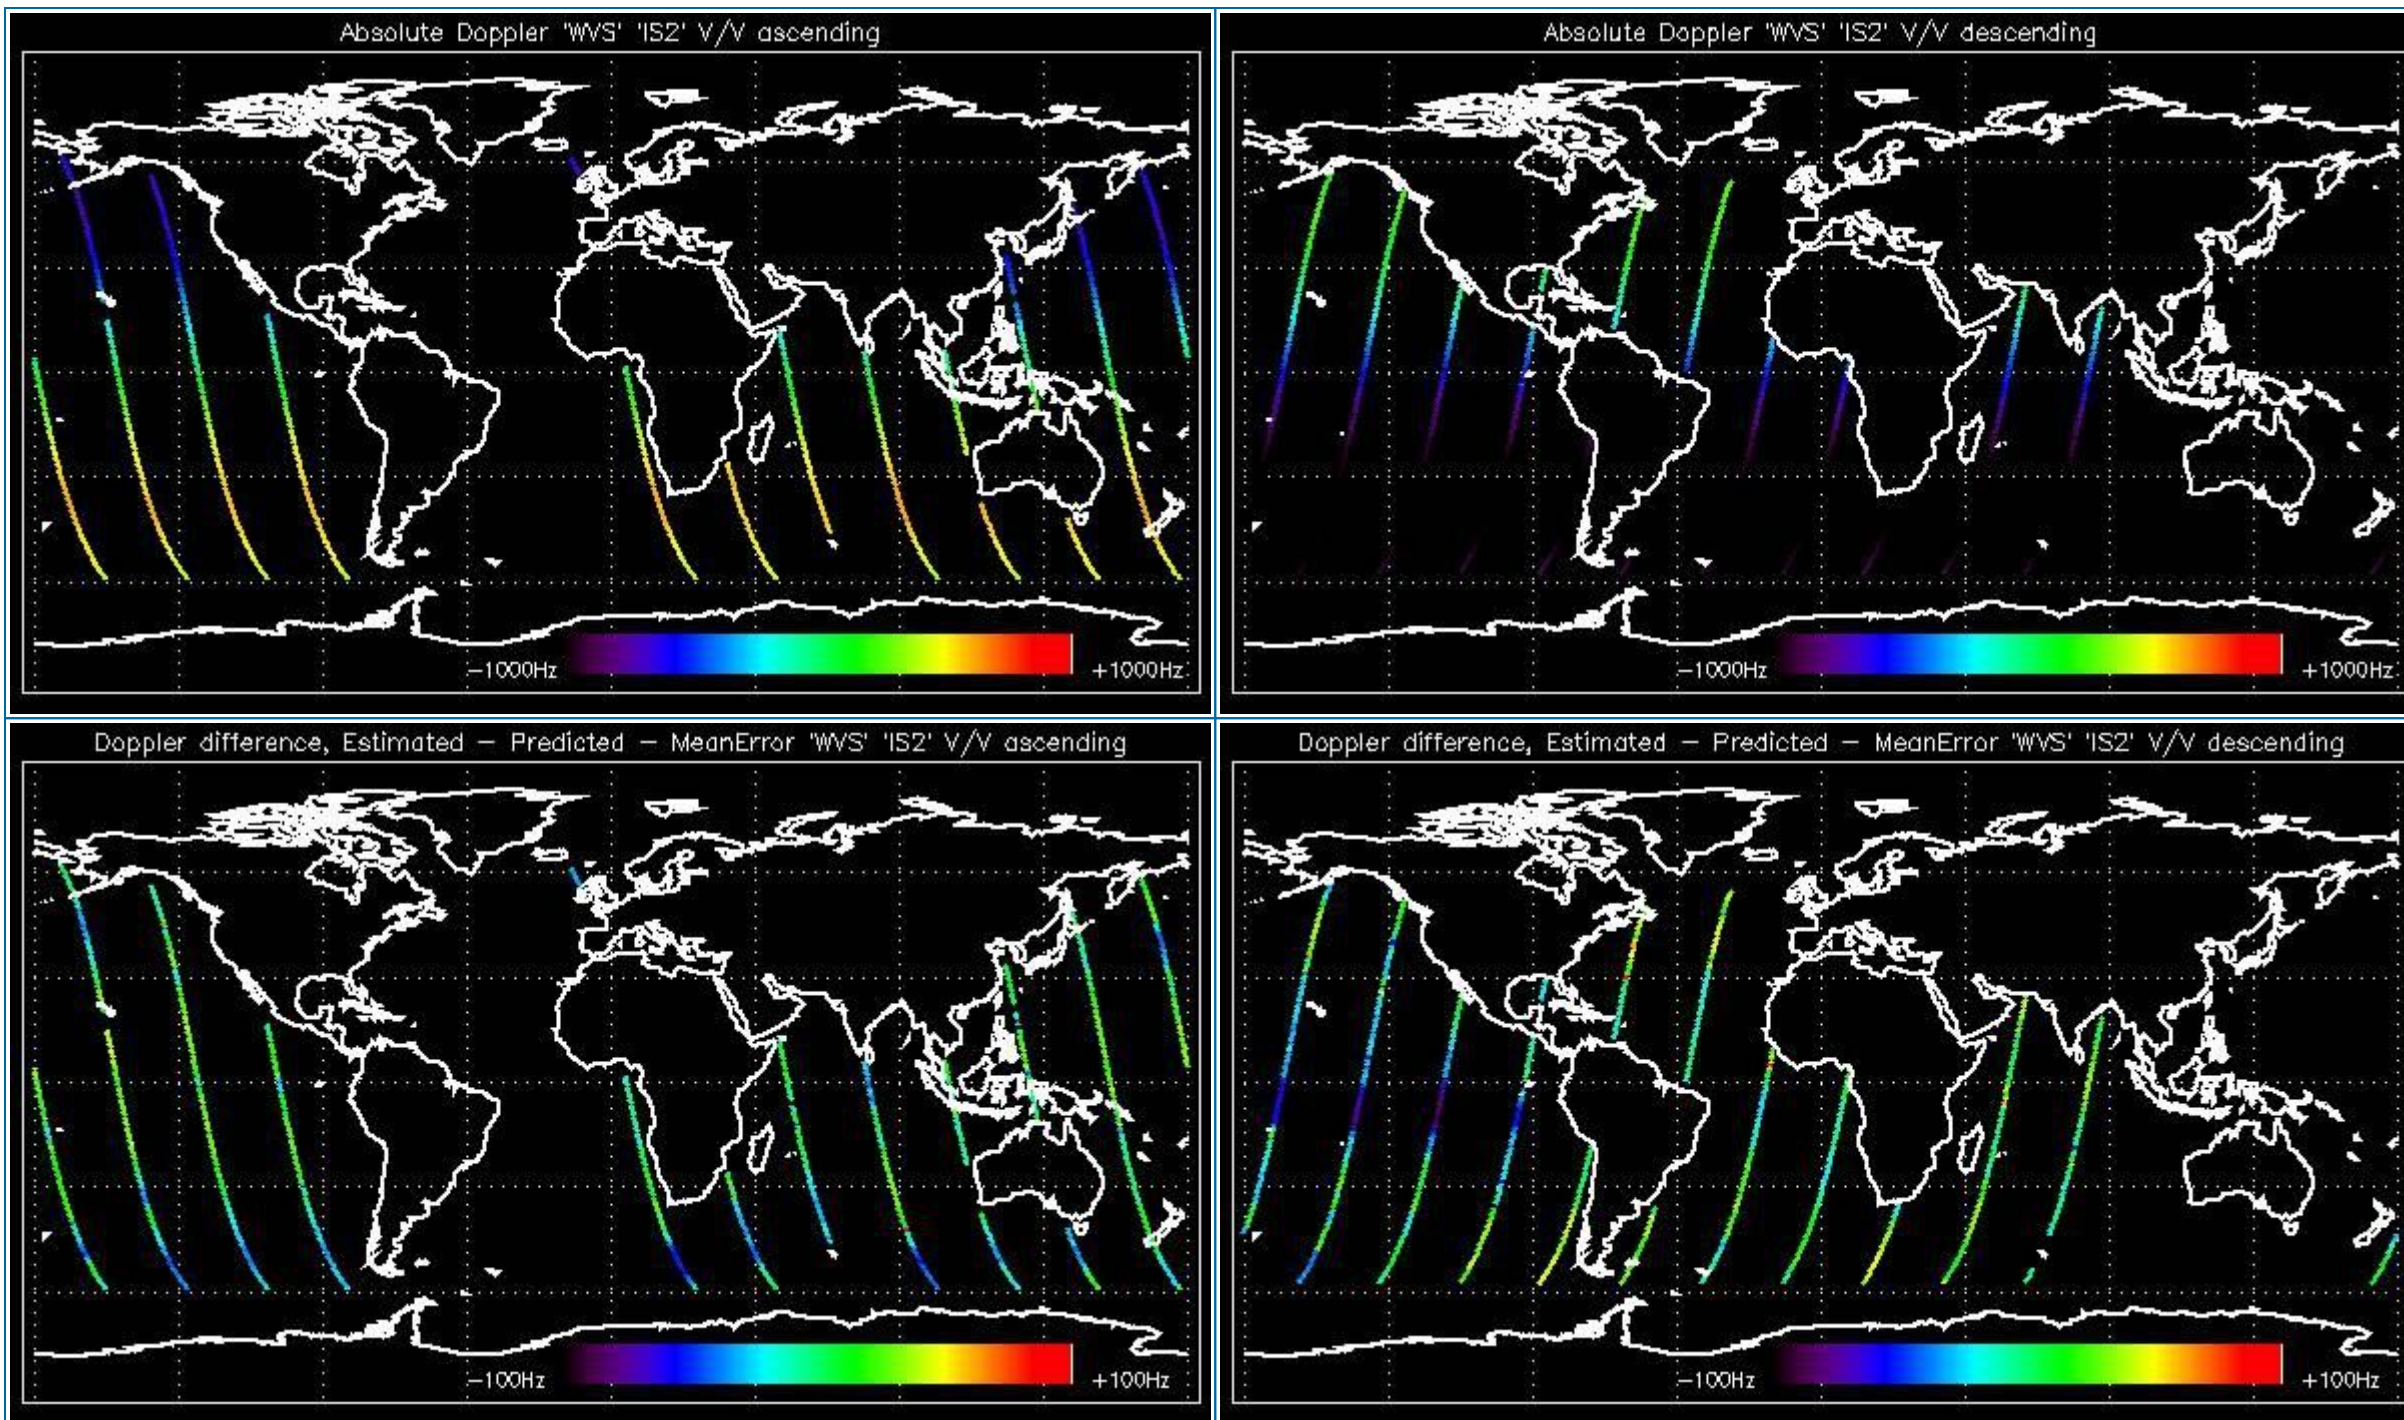 Absolute Doppler 'WVS' 'IS2' V/V ascending
−1000Hz
+1000Hz
Absolute Doppler 'WVS' 'IS2' V/V descending
−1000Hz
+1000Hz
Doppler difference, Estimated − Predicted − MeanError 'WVS' 'IS2' V/V ascending
−100Hz
+100Hz
Doppler difference, Estimated − Predicted − MeanError 'WVS' 'IS2' V/V descending
−100Hz
+100Hz